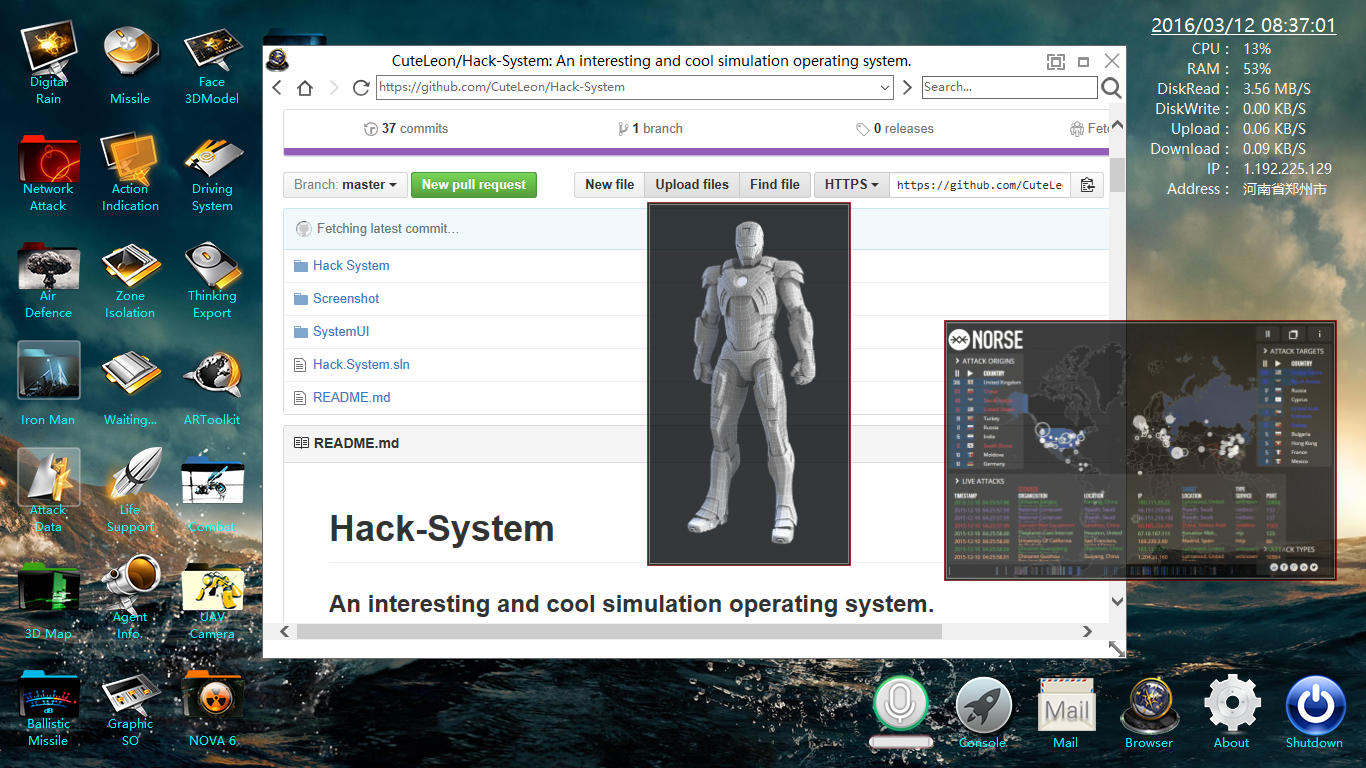 Digital
Rain
Missile
Face
3DModel
Network
Attack
Action
Indication
Driving
System
Air
Defence
Zone
Isolation
Thinking
Export
Iron Man
Waiting...
ARToolkit
Attack
Data
Life
Support
Combat
3D Map
Agent
Info.
UAV
Camera
Ballistic
Missile
Graphic
SO
NOVA 6
CuteLeon/Hack-System: An interesting and cool simulation operating system.
https://github.com/CuteLeon/Hack-System
Search...
37 commits
1 branch
0 releases
Fetc
Branch: master
New pull request
New file
Upload files
Find file
HTTPS
https://github.com/CuteLe
Fetching latest commit…
Hack System
Screenshot
SystemUI
Hack.System.sln
README.md
README.md
Hack-System
An interesting and cool simulation operating system.
2016/03/12 08:37:01
CPU : 13%
RAM : 53%
DiskRead : 3.56 MB/S
DiskWrite : 0.00 KB/S
Upload : 0.06 KB/S
Download : 0.09 KB/S
IP : 1.192.225.129
Address : 河南省郑州市
NORSE
ATTACK ORIGINS
COUNTRY
United Kingdom
Turkey
Russia
India
Moldova
Germany
ATTACK TARGETS
COUNTRY
Russia
Cyprus
Bulgaria
Hong Kong
France
Mexico
LIVE ATTACKS
TIMESTAMP
ORGANIZATION
LOCATION
IP
LOCATION
TYPE
SERVICE
PORT
ATTACK TYPES
Console
Mail
Mail
Browser
About
Shutdown